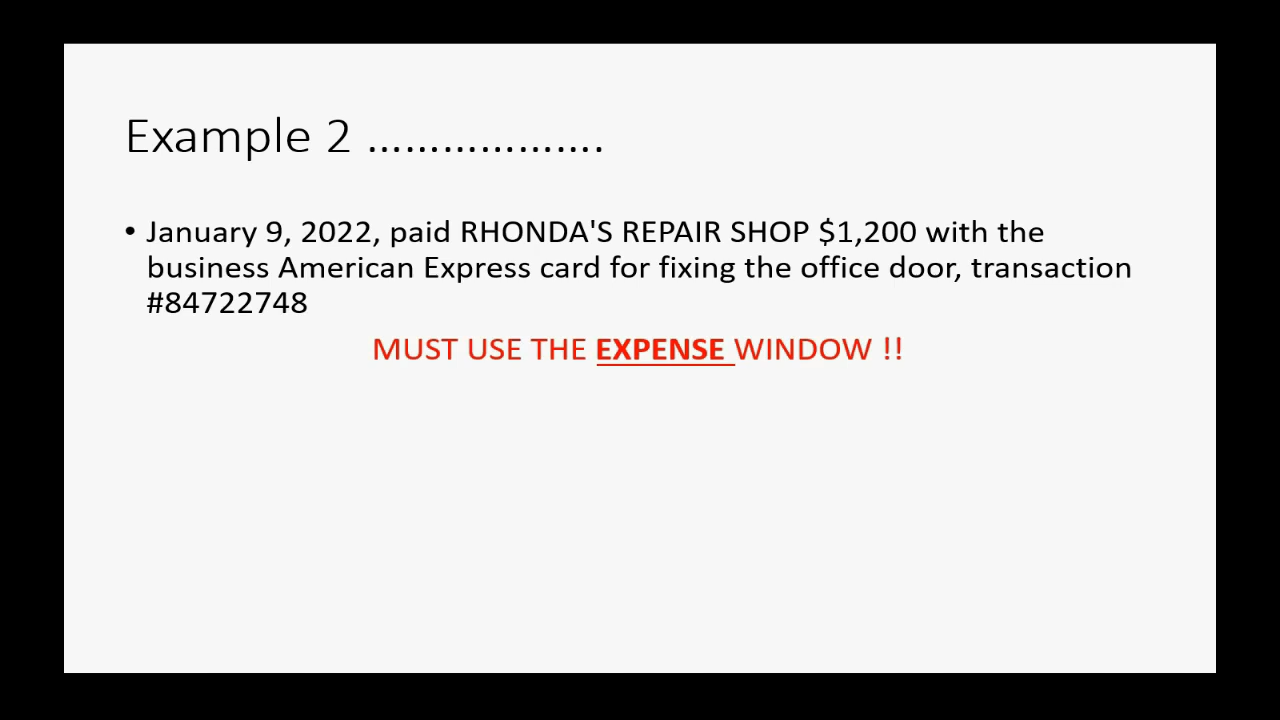 Example 2 ……………….
• January 9, 2022, paid RHONDA'S REPAIR SHOP $1,200 with the
business American Express card for fixing the office door, transaction
#84722748
MUST USE THE EXPENSE WINDOW !!